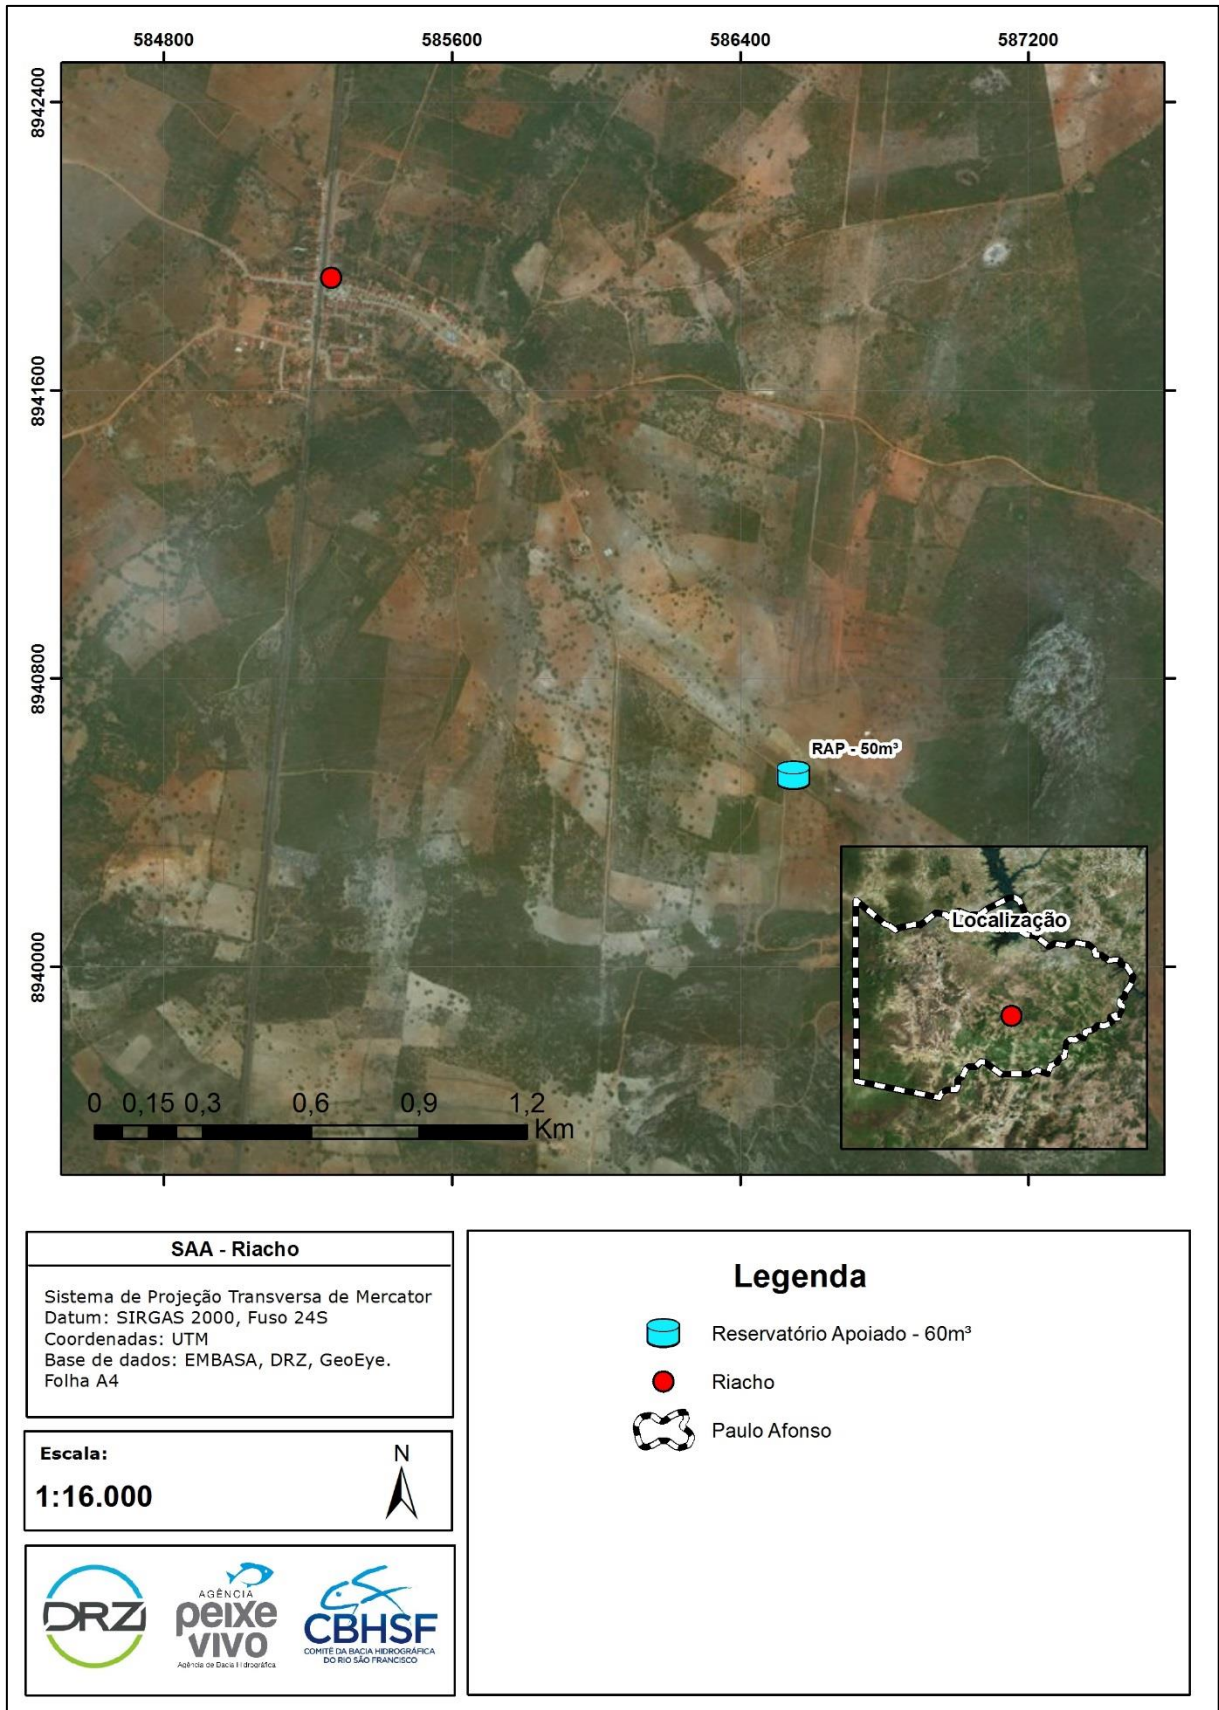 584800 585600 586400 587200
8942400
8941600
8940800
8940000
RAP - 50m³
Localização
0 0,15 0,3 0,6 0,9 1,2
Km
SAA - Riacho
Sistema de Projeção Transversa de Mercator
Datum: SIRGAS 2000, Fuso 24S
Coordenadas: UTM
Base de dados: EMBASA, DRZ, GeoEye.
Folha A4
Escala:
N
1:16.000
Legenda
Reservatório Apoiado - 60m³
Riacho
Paulo Afonso
DRZ
AGÊNCIA
peixe
vivo
Agência de Bacia Hidrográfica
CBHSF
COMITÊ DA BACIA HIDROGRÁFICA
DO RIO SÃO FRANCISCO